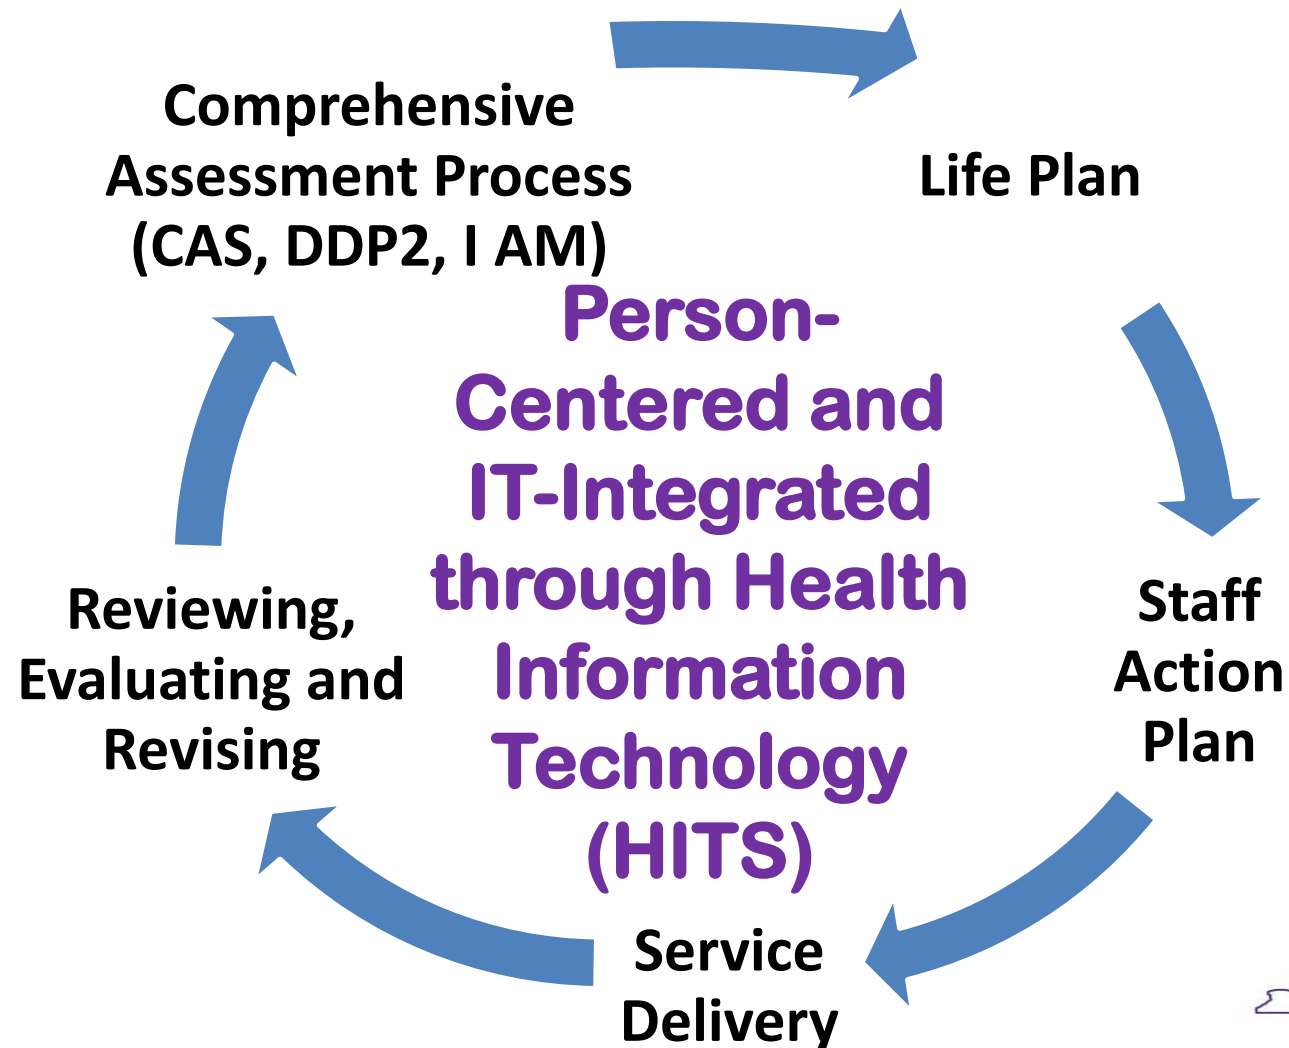 Comprehensive
Assessment Process
(CAS, DDP2, I AM)
Life Plan
Person-
Centered and
IT-Integrated
through Health
Information
Technology
(HITS)
Staff
Action
Plan
Service
Delivery
Reviewing,
Evaluating and
Revising